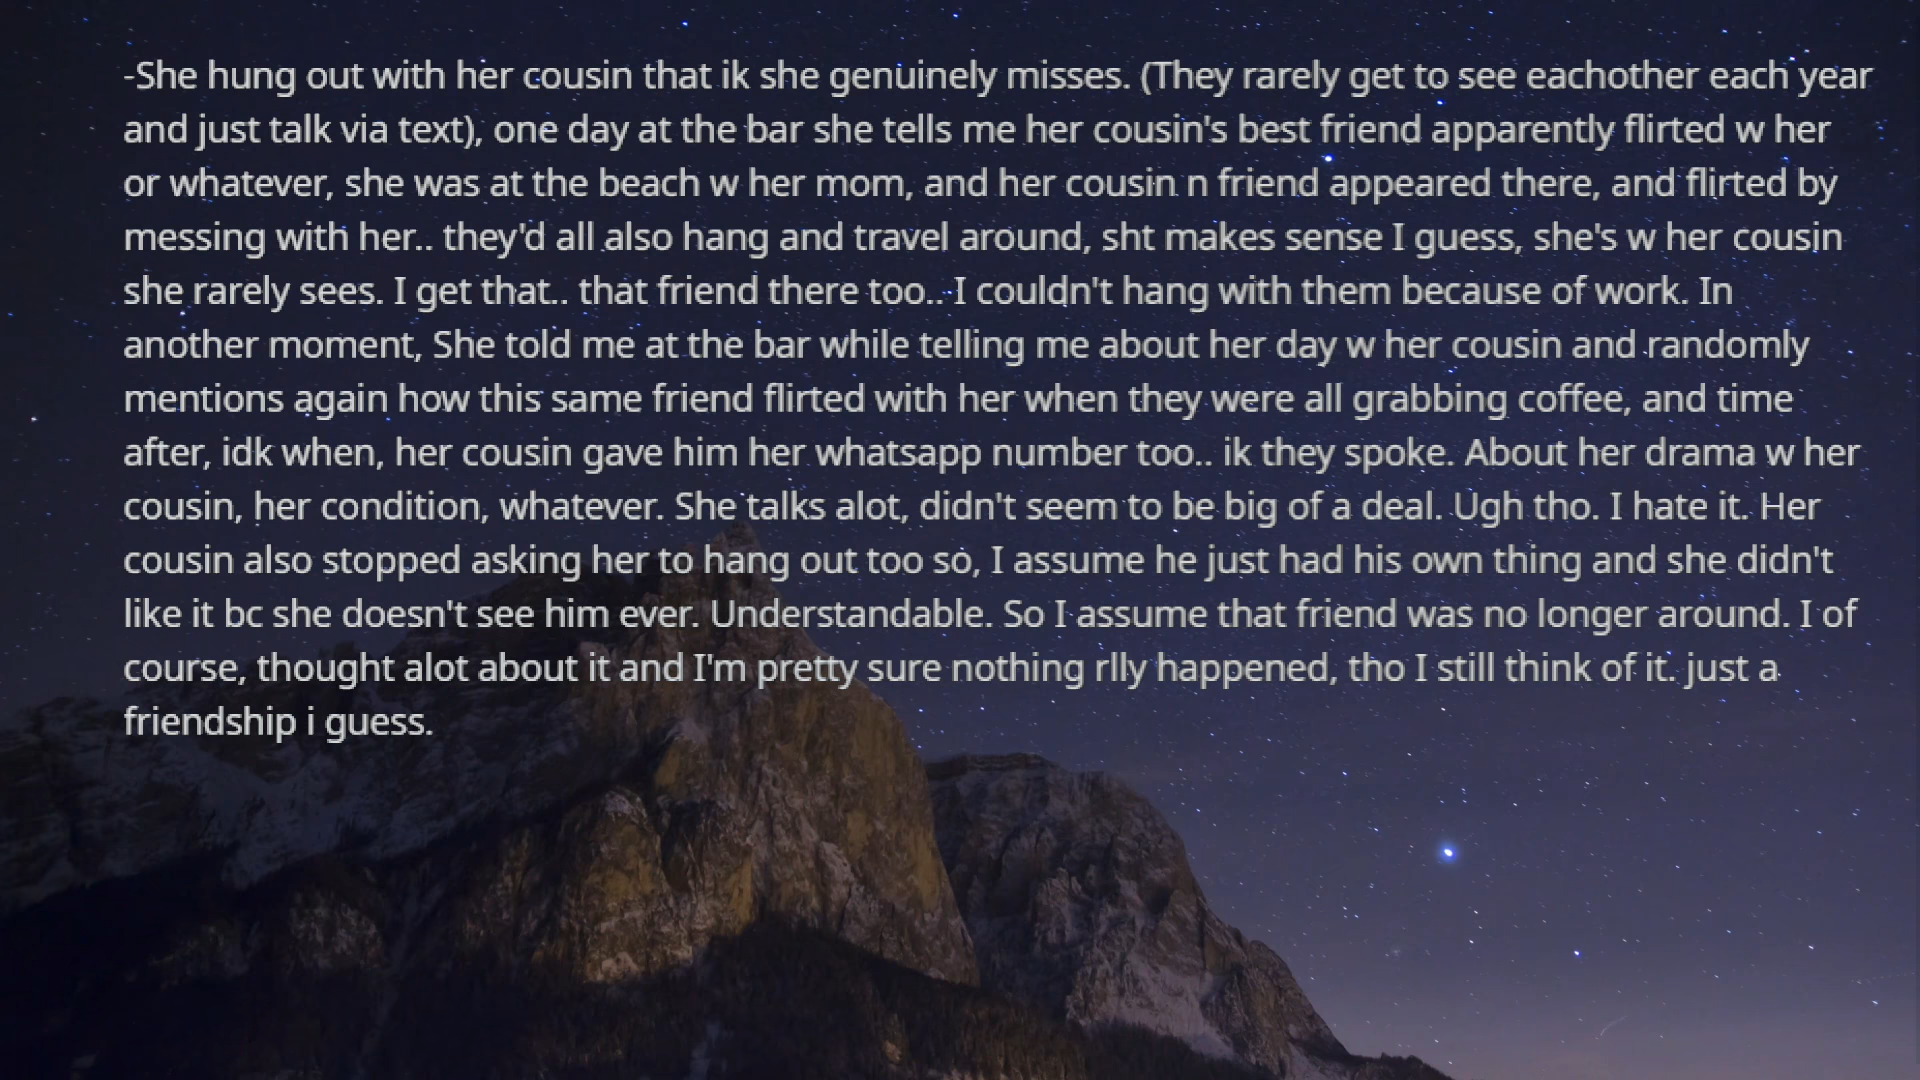 -She hung out with her cousin that ik she genuinely misses. (They rarely get to see eachother each year
and just talk via text), one day at the bar she tells me her cousin's best friend apparently flirted w her
or whatever, she was at the beach w her mom, and her cousin n friend appeared there, and flirted by
messing with her.. they'd all also hang and travel around, sht makes sense I guess, she's w her cousin
she rarely sees. I get that.. that friend there too.. I couldn't hang with them because of work. In
another moment, She told me at the bar while telling me about her day w her cousin and randomly
mentions again how this same friend flirted with her when they were all grabbing coffee, and time
after, idk when, her cousin gave him her whatsapp number too.. ik they spoke. About her drama w her
cousin, her condition, whatever. She talks alot, didn't seem to be big of a deal. Ugh tho. I hate it. Her
cousin also stopped asking her to hang out too so, I assume he just had his own thing and she didn't
like it bc she doesn't see him ever. Understandable. So I assume that friend was no longer around. I of
course, thought alot about it and I'm pretty sure nothing rlly happened, tho I still think of it. just a
friendship i guess.